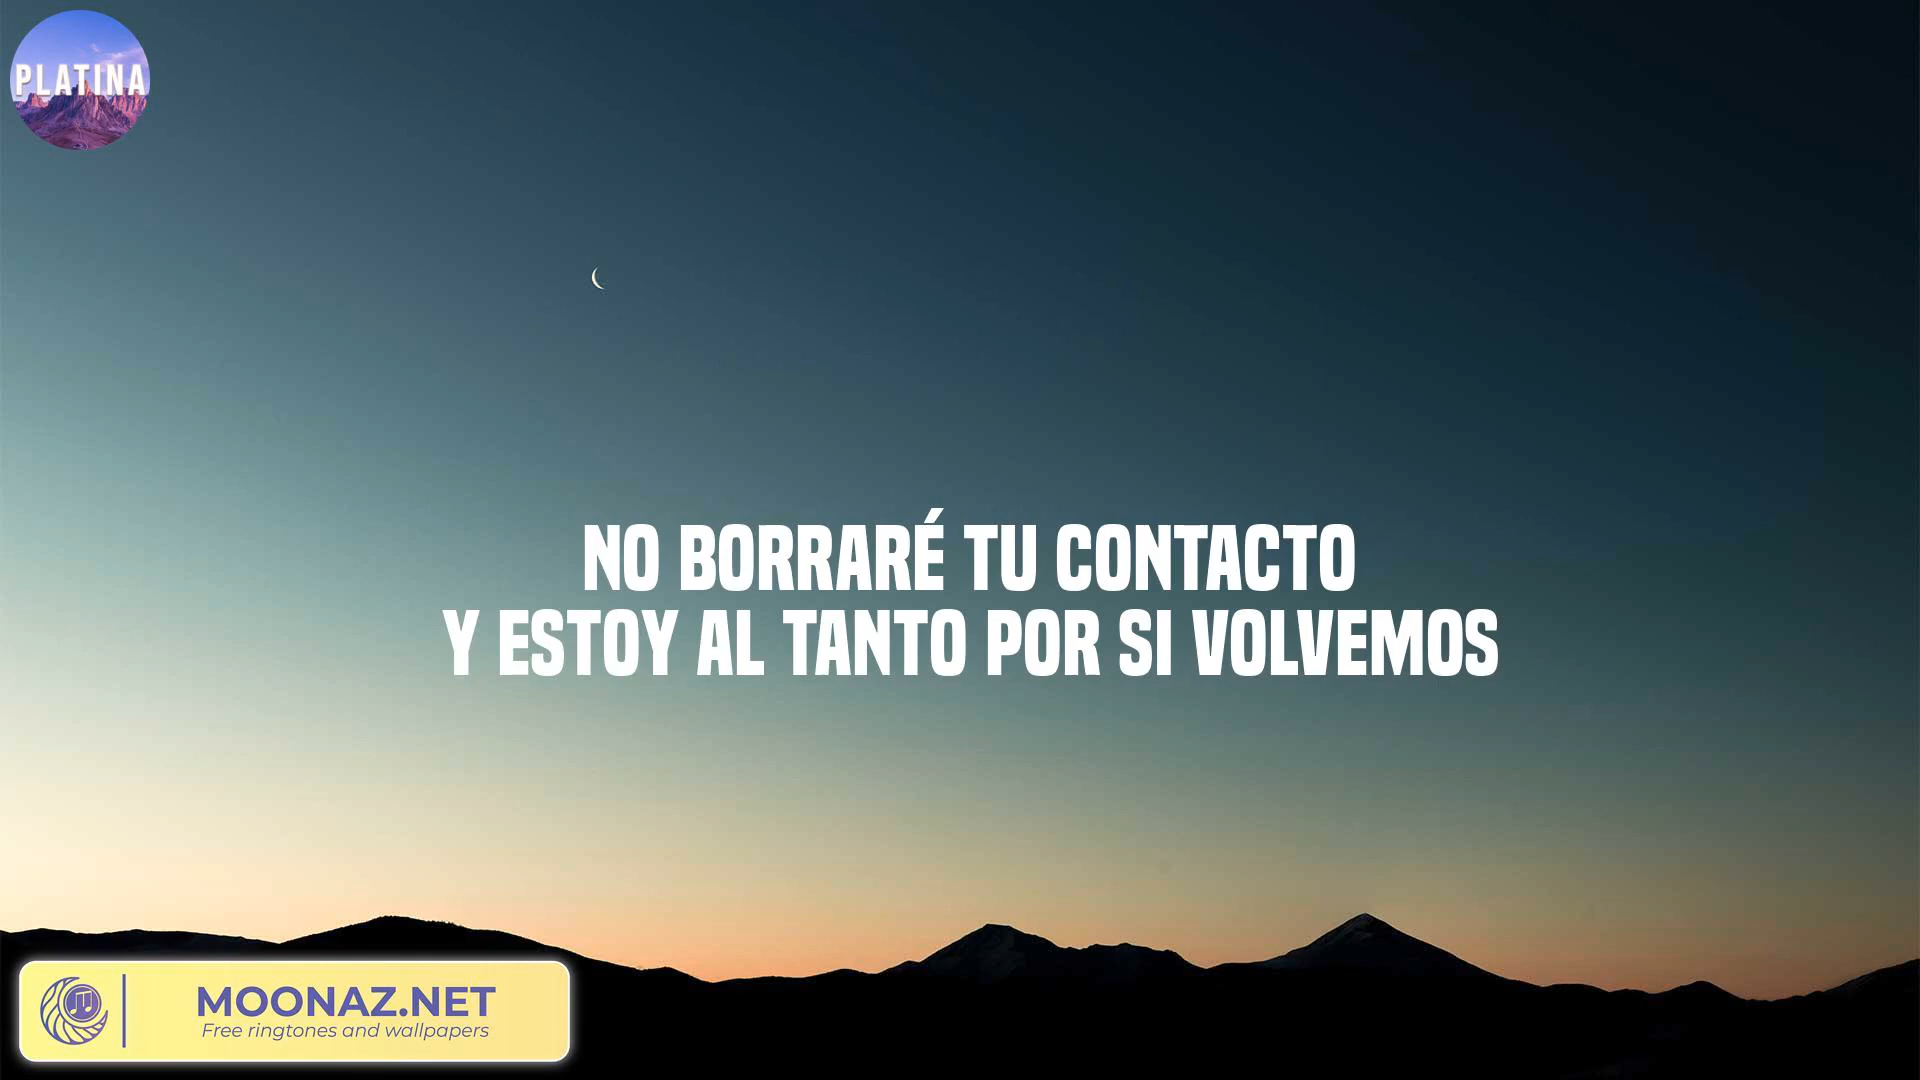 PLATINA
NO BORRARÉ TU CONTACTO
Y ESTOY AL TANTO POR SI VOLVEMOS
MOONAZ.NET
Free ringtones and wallpapers